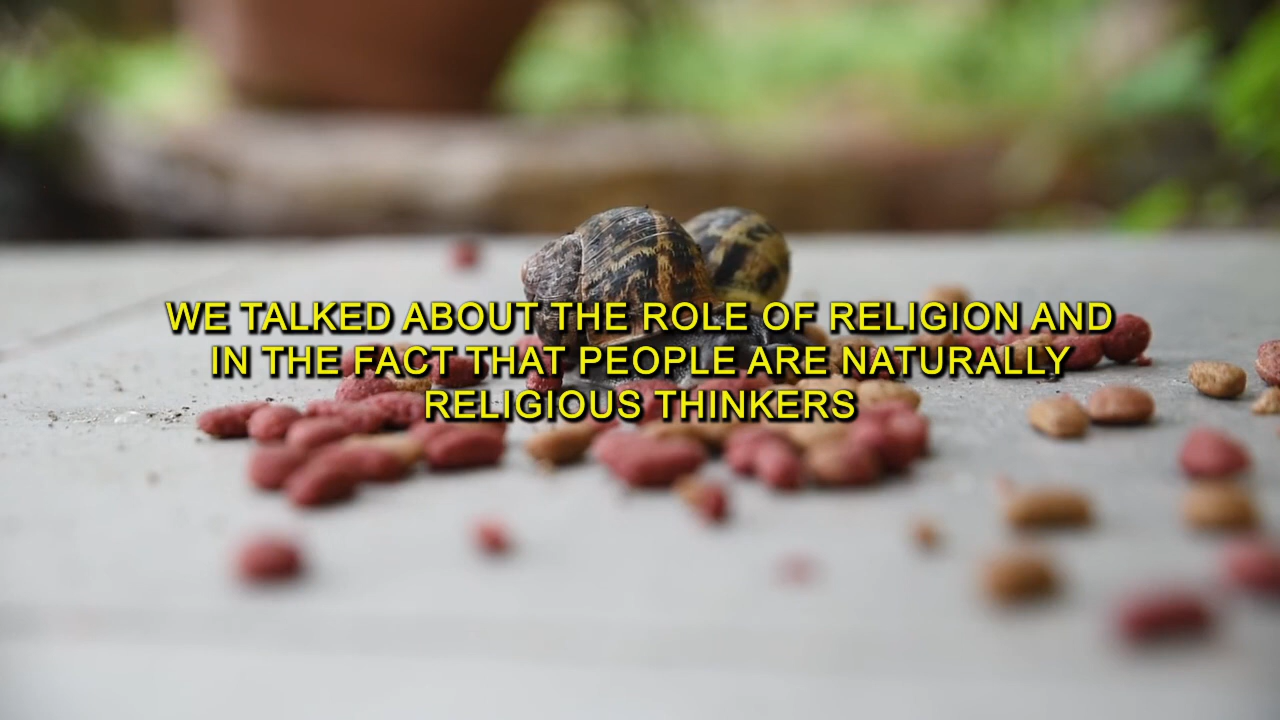 WE TALKED ABOUT THE ROLE OF RELIGION AND
IN THE FACT THAT PEOPLE ARE NATURALLY
RELIGIOUS THINKERS